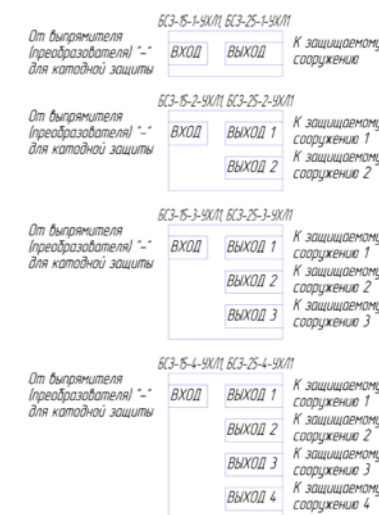 БСЗ-15-1-УХЛ1, БСЗ-25-1-УХЛ1
От выпрямителя
(преобразователя) "-"
для катодной защиты
ВХОД
ВЫХОД
К защищаемому
сооружению
БСЗ-15-2-УХЛ1, БСЗ-25-2-УХЛ1
От выпрямителя
(преобразователя) "-"
для катодной защиты
ВХОД
ВЫХОД 1
К защищаемому
сооружению 1
ВЫХОД 2
К защищаемому
сооружению 2
БСЗ-15-3-УХЛ1, БСЗ-25-3-УХЛ1
От выпрямителя
(преобразователя) "-"
для катодной защиты
ВХОД
ВЫХОД 1
К защищаемому
сооружению 1
ВЫХОД 2
К защищаемому
сооружению 2
ВЫХОД 3
К защищаемому
сооружению 3
БСЗ-15-4-УХЛ1, БСЗ-25-4-УХЛ1
От выпрямителя
(преобразователя) "-"
для катодной защиты
ВХОД
ВЫХОД 1
К защищаемому
сооружению 1
ВЫХОД 2
К защищаемому
сооружению 2
ВЫХОД 3
К защищаемому
сооружению 3
ВЫХОД 4
К защищаемому
сооружению 4